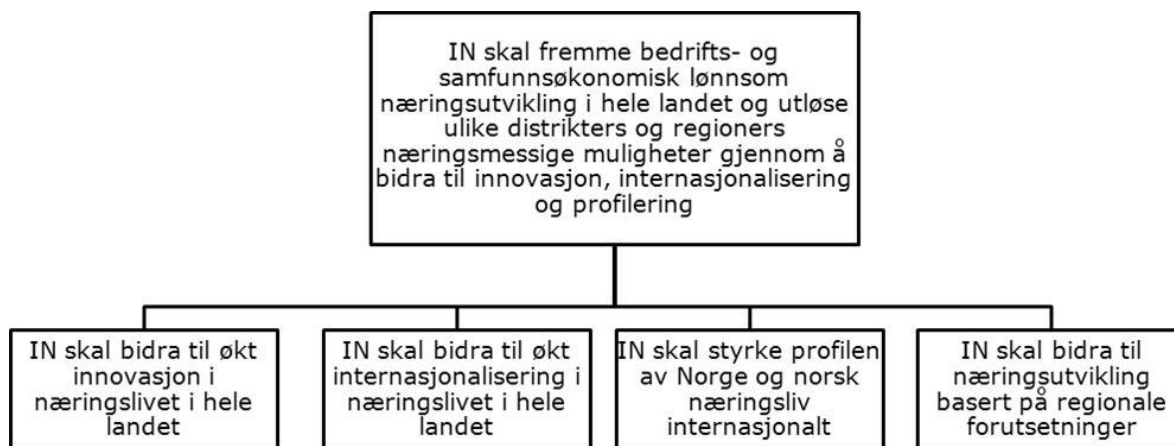 IN skal fremme bedrifts- og
samfunnsøkonomisk lønnsom
næringsutvikling i hele landet og utløse
ulike distrikters og regioners
næringsmessige muligheter gjennom å
bidra til innovasjon, internasjonalisering
og profilering
IN skal bidra til økt
innovasjon i
næringslivet i hele
landet
IN skal bidra til økt
internasjonalisering i
næringslivet i hele
landet
IN skal styrke profilen
av Norge og norsk
næringsliv
internasjonalt
IN skal bidra til
næringsutvikling
basert på regionale
forutsetninger